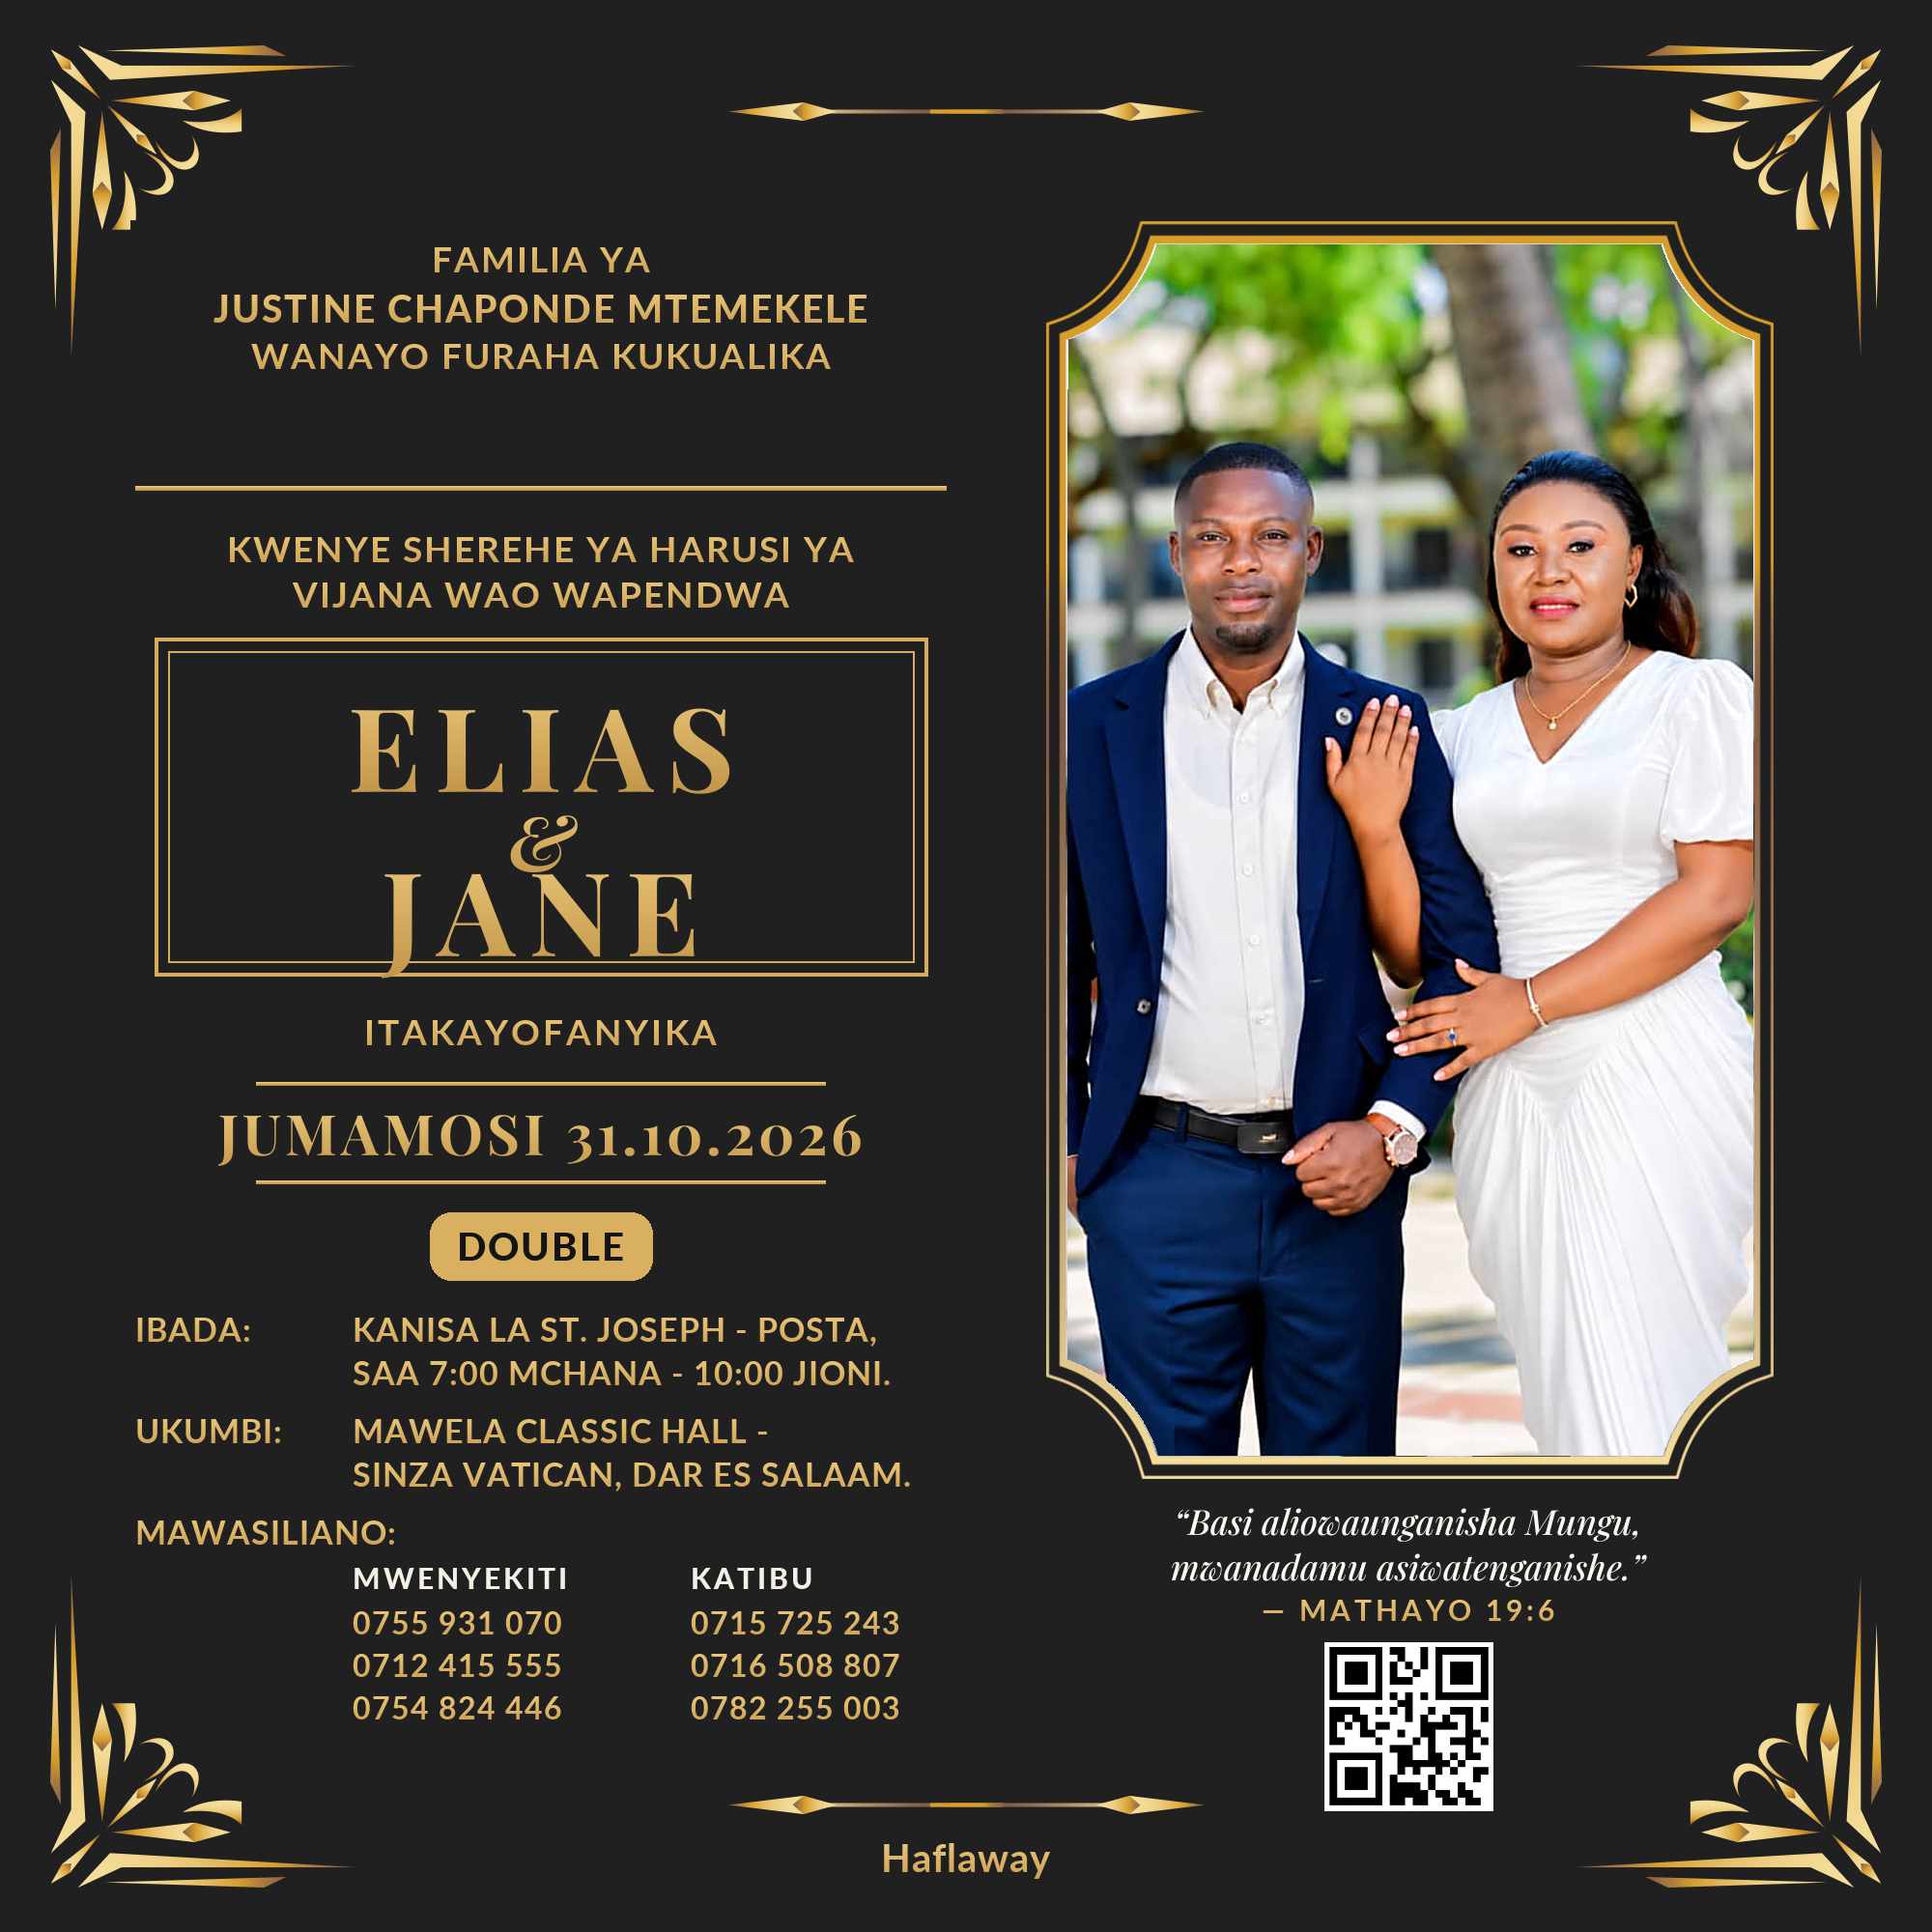 FAMILIA YA
JUSTINE CHAPONDE MTEMEKELE
WANAYO FURAHA KUKUALIKA
KWENYE SHEREHE YA HARUSI YA
VIJANA WAO WAPENDWA
ELIAS
&
JANE
ITAKAYOFANYIKA
JUMAMOSI 31.10.2026
DOUBLE
IBADA: KANISA LA ST. JOSEPH - POSTA,
SAA 7:00 MCHANA - 10:00 JIONI.
UKUMBI: MAWELA CLASSIC HALL -
SINZA VATICAN, DAR ES SALAAM.
MAWASILIANO:
MWENYEKITI KATIBU
0755 931 070 0715 725 243
0712 415 555 0716 508 807
0754 824 446 0782 255 003
“Basi aliowaunganisha Mungu,
mwanadamu asiwatenganishe.”
– MATHAYO 19:6
Haflaway